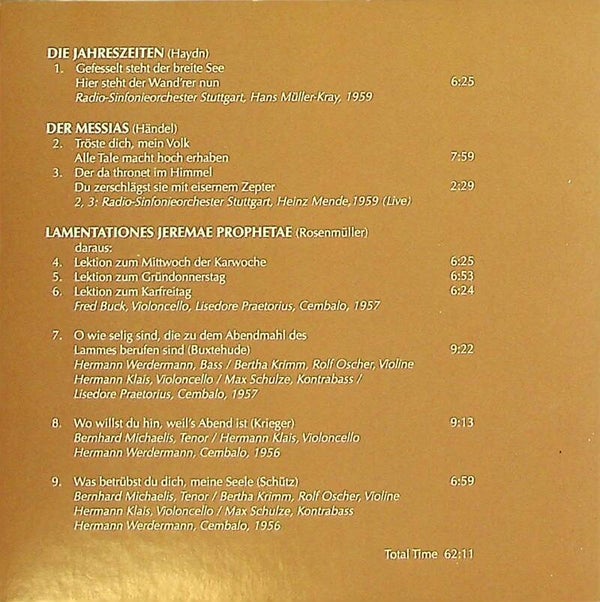 DIE JAHRESZEITEN (Haydn)
1. Gefesselt steht der breite See
Hier steht der Wand'rer nun 6:25
Radio-Sinfonieorchester Stuttgart, Hans Müller-Kray, 1959
DER MESSIAS (Händel)
2. Tröste dich, mein Volk
Alle Tale macht hoch erhaben 7:59
3. Der da thronet im Himmel
Du zerschlägst sie mit eisernem Zepter 2:29
2, 3: Radio-Sinfonieorchester Stuttgart, Heinz Mende, 1959 (Live)
LAMENTATIONES JEREMAE PROPHETAE (Rosenmüller)
daraus:
4. Lektion zum Mittwoch der Karwoche 6:25
5. Lektion zum Gründonnerstag 6:53
6. Lektion zum Karfreitag 6:24
Fred Buck, Violoncello, Lisedore Praetorius, Cembalo, 1957
7. O wie selig sind, die zu dem Abendmahl des
Lammes berufen sind (Buxtehude) 9:22
Hermann Werdermann, Bass / Bertha Krimm, Rolf Oscher, Violine
Hermann Klais, Violoncello / Max Schulze, Kontrabass /
Lisedore Praetorius, Cembalo, 1957
8. Wo willst du hin, weil's Abend ist (Krieger) 9:13
Bernhard Michaelis, Tenor / Hermann Klais, Violoncello
Hermann Werdermann, Cembalo, 1956
9. Was betrübst du dich, meine Seele (Schütz) 6:59
Bernhard Michaelis, Tenor / Bertha Krimm, Rolf Oscher, Violine
Hermann Klais, Violoncello / Max Schulze, Kontrabass
Hermann Werdermann, Cembalo, 1956
Total Time 62:11